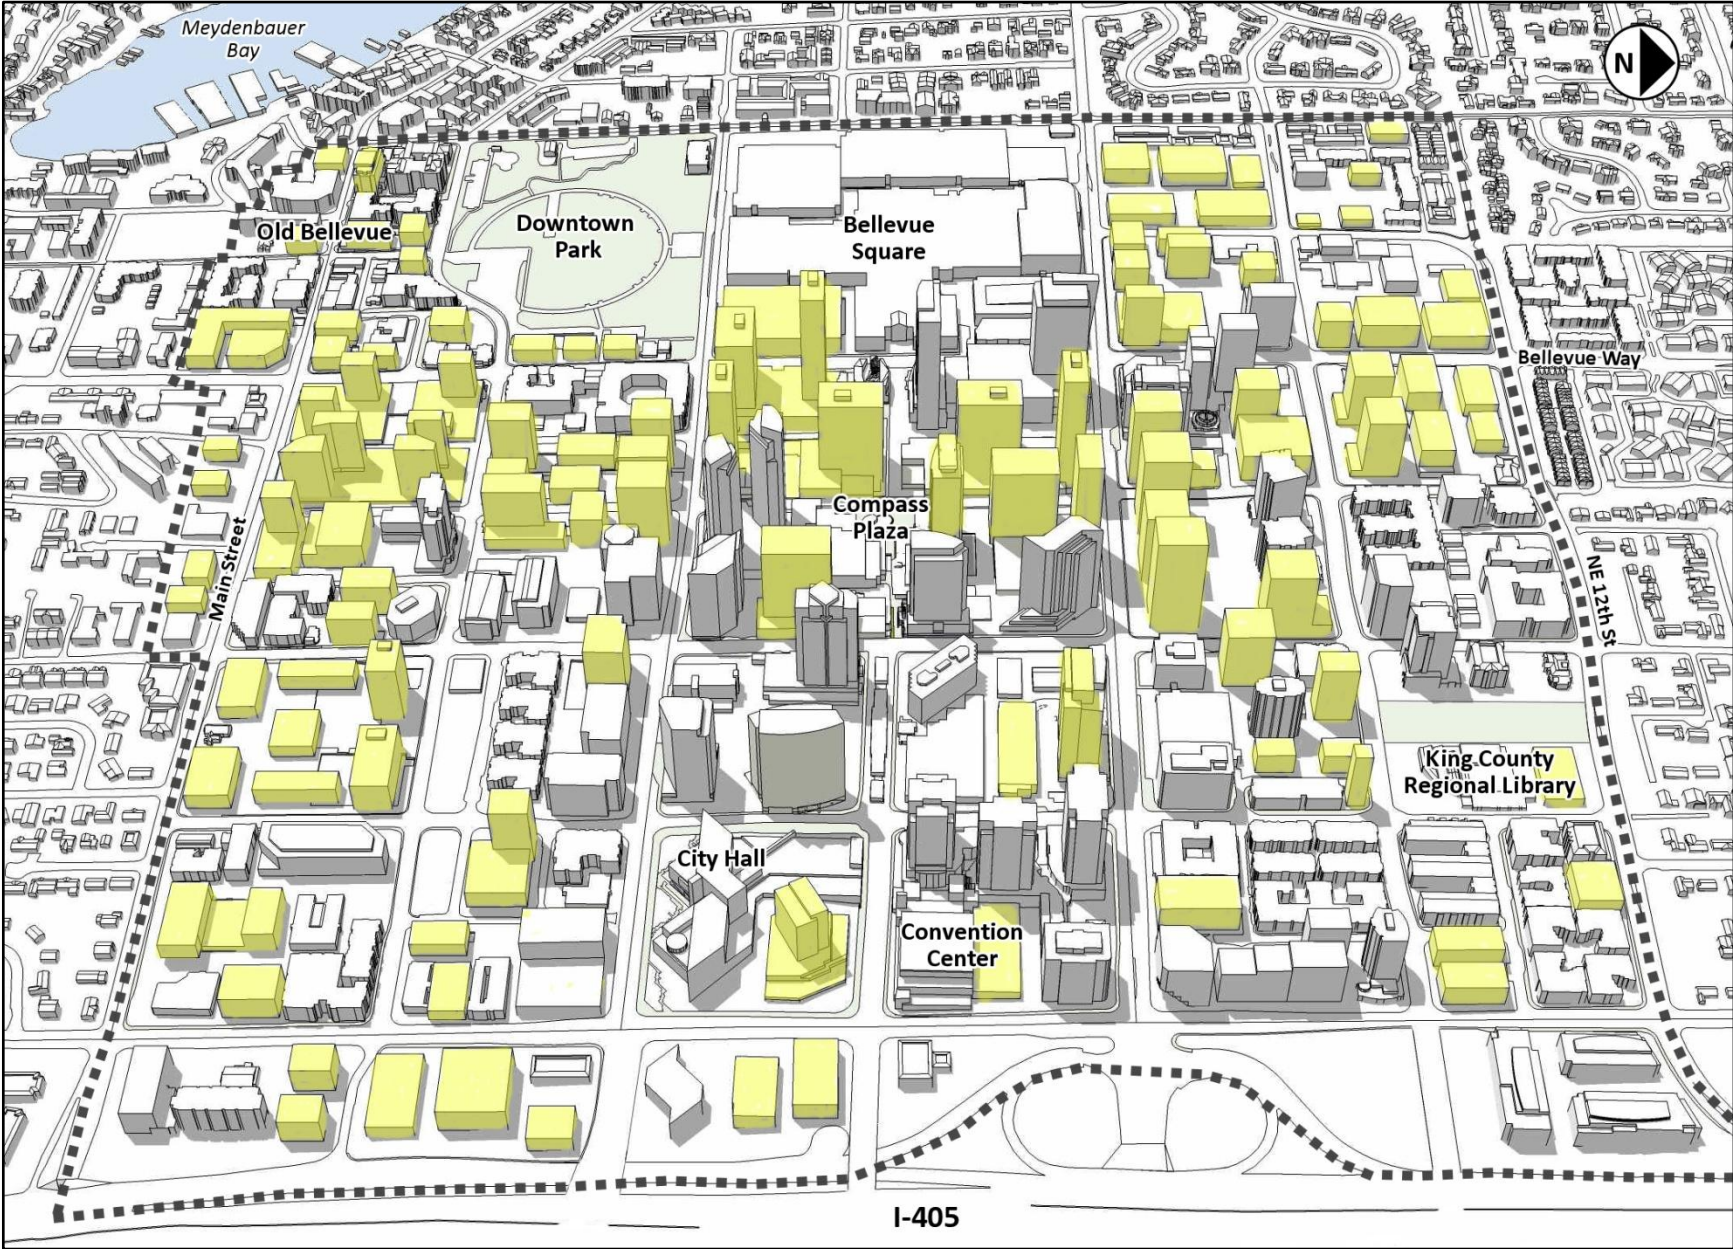 Meydenbauer
Bay
N
Old Bellevue
Downtown
Park
Bellevue
Square
Bellevue Way
Compass
Plaza
Main Street
NE 12th St
King County
Regional Library
City Hall
Convention
Center
I-405